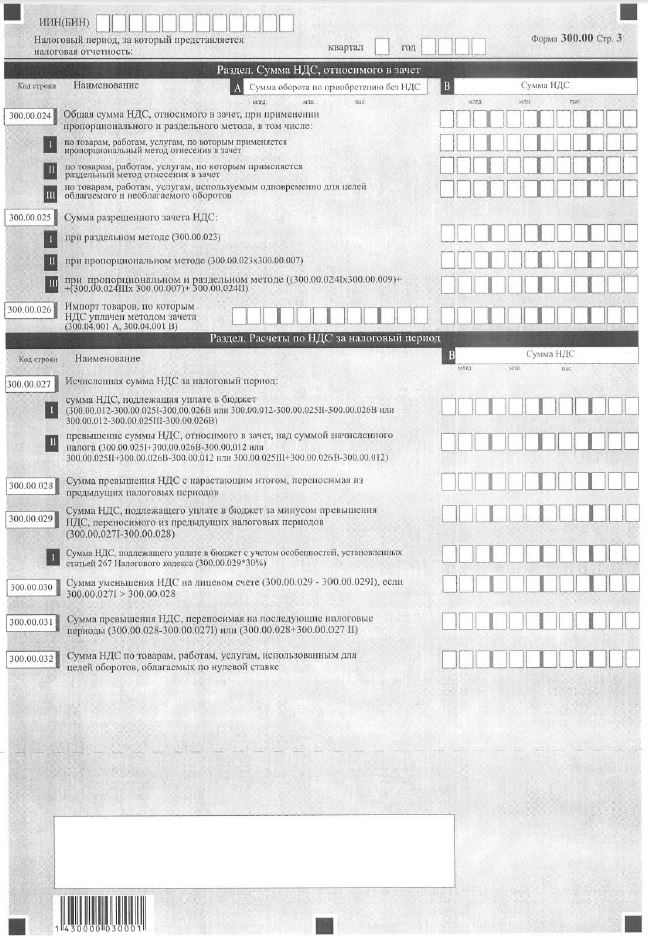 ИИН(БИН)
Налоговый период, за который представляется
налоговая отчетность:
квартал год
Форма 300.00 Стр. 3
Раздел. Сумма НДС, относимого в зачет
Код строки Наименование A Сумма оборота по приобретению без НДС B Сумма НДС
млрд. млн. тыс. млрд. млн. тыс.
300.00.024 Общая сумма НДС, относимого в зачет, при применении
пропорционального и раздельного метода, в том числе:
I по товарам, работам, услугам, по которым применяется
пропорциональный метод отнесения в зачет
II по товарам, работам, услугам, по которым применяется
раздельный метод отнесения в зачет
III по товарам, работам, услугам, используемым одновременно для целей
облагаемого и необлагаемого оборотов
300.00.025 Сумма разрешенного зачета НДС:
I при раздельном методе (300.00.023)
II при пропорциональном методе (300.00.023х300.00.007)
III при пропорциональном и раздельном методе ((300.00.024Iх300.00.009)+
+(300.00.024IIIх 300.00.007)+ 300.00.024II)
300.00.026 Импорт товаров, по которым
НДС уплачен методом зачета
(300.04.001 А, 300.04.001 В)
Раздел. Расчеты по НДС за налоговый период
Код строки Наименование B Сумма НДС
млрд. млн. тыс.
300.00.027 Исчисленная сумма НДС за налоговый период:
I сумма НДС, подлежащая уплате в бюджет
(300.00.012-300.00.025I-300.00.026В или 300.00.012-300.00.025II-300.00.026В или
300.00.012-300.00.025III-300.00.026В)
II превышение суммы НДС, относимого в зачет, над суммой начисленного
налога (300.00.025I+300.00.026В-300.00.012 или
300.00.025II+300.00.026В-300.00.012 или 300.00.025III+300.00.026В-300.00.012)
300.00.028 Сумма превышения НДС с нарастающим итогом, переносимая из
предыдущих налоговых периодов
300.00.029 Сумма НДС, подлежащего уплате в бюджет за минусом превышения
НДС, переносимого из предыдущих налоговых периодов
(300.00.027I-300.00.028)
I Сумма НДС, подлежащего уплате в бюджет с учетом особенностей, установленных
статьей 267 Налогового кодекса (300.00.029*30%)
300.00.030 Сумма уменьшения НДС на лицевом счете (300.00.029 - 300.00.029I), если
300.00.027I > 300.00.028
300.00.031 Сумма превышения НДС, переносимая на последующие налоговые
периоды (300.00.028-300.00.027I) или (300.00.028+300.00.027 II)
300.00.032 Сумма НДС по товарам, работам, услугам, использованным для
целей оборотов, облагаемых по нулевой ставке
1 430000 030001